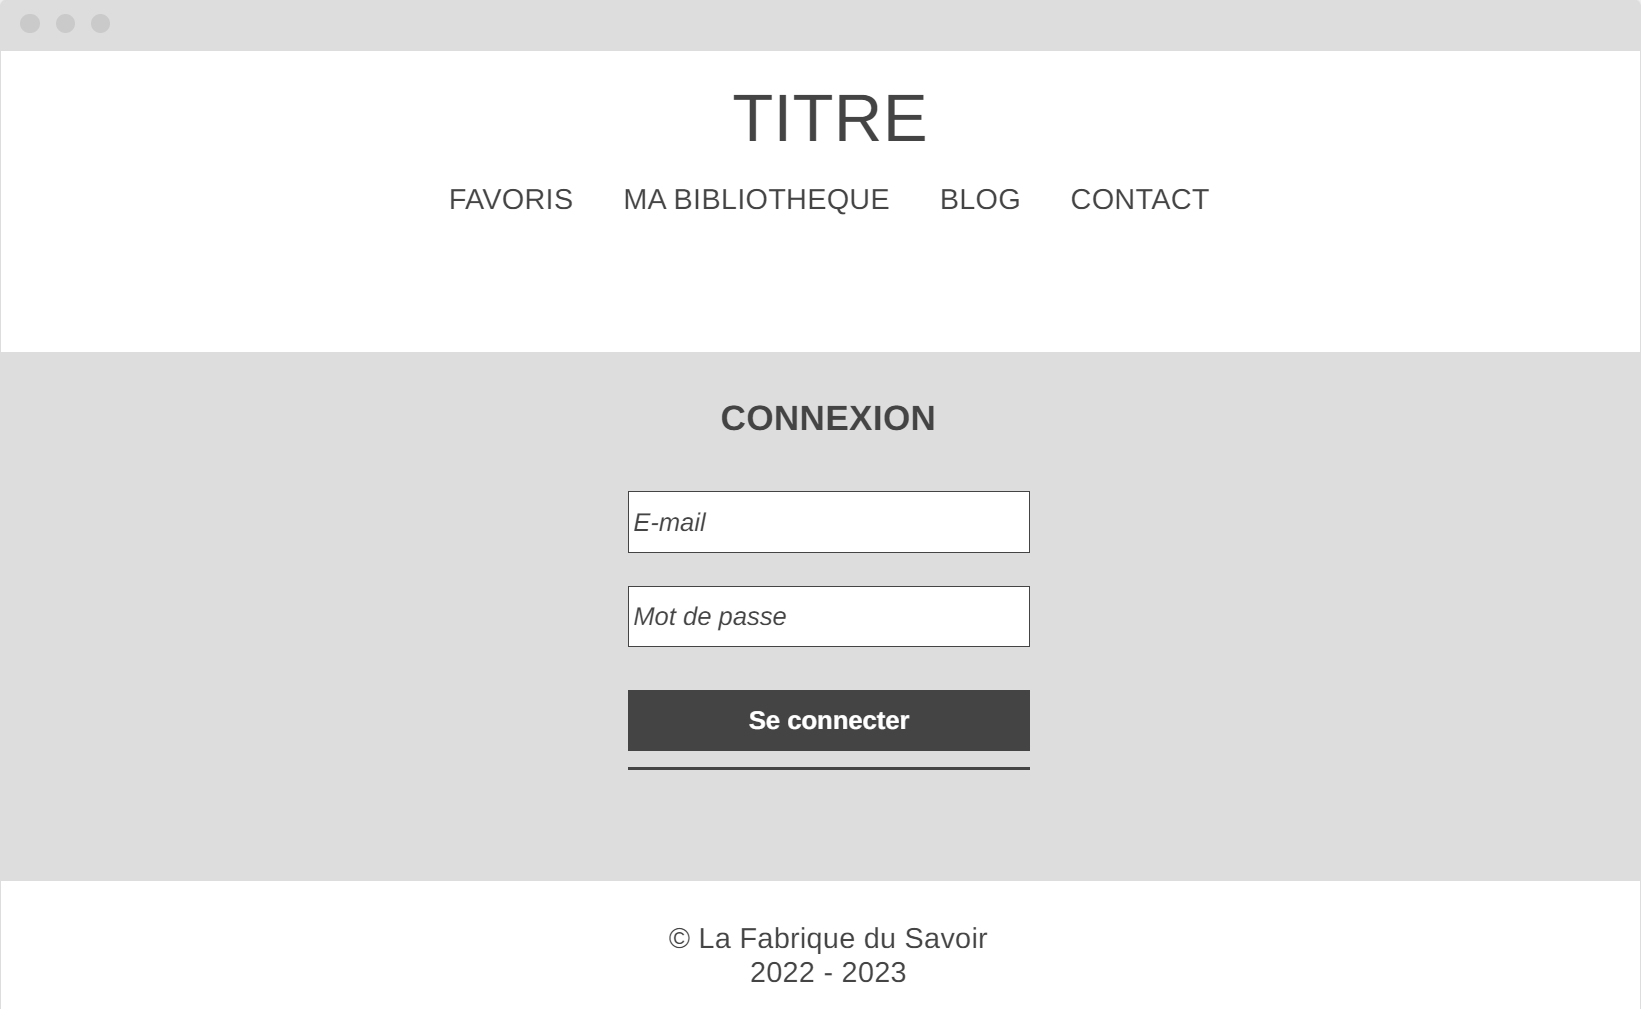 TITRE
FAVORIS MA BIBLIOTHEQUE BLOG CONTACT
CONNEXION
E-mail
Mot de passe
Se connecter
© La Fabrique du Savoir
2022 - 2023